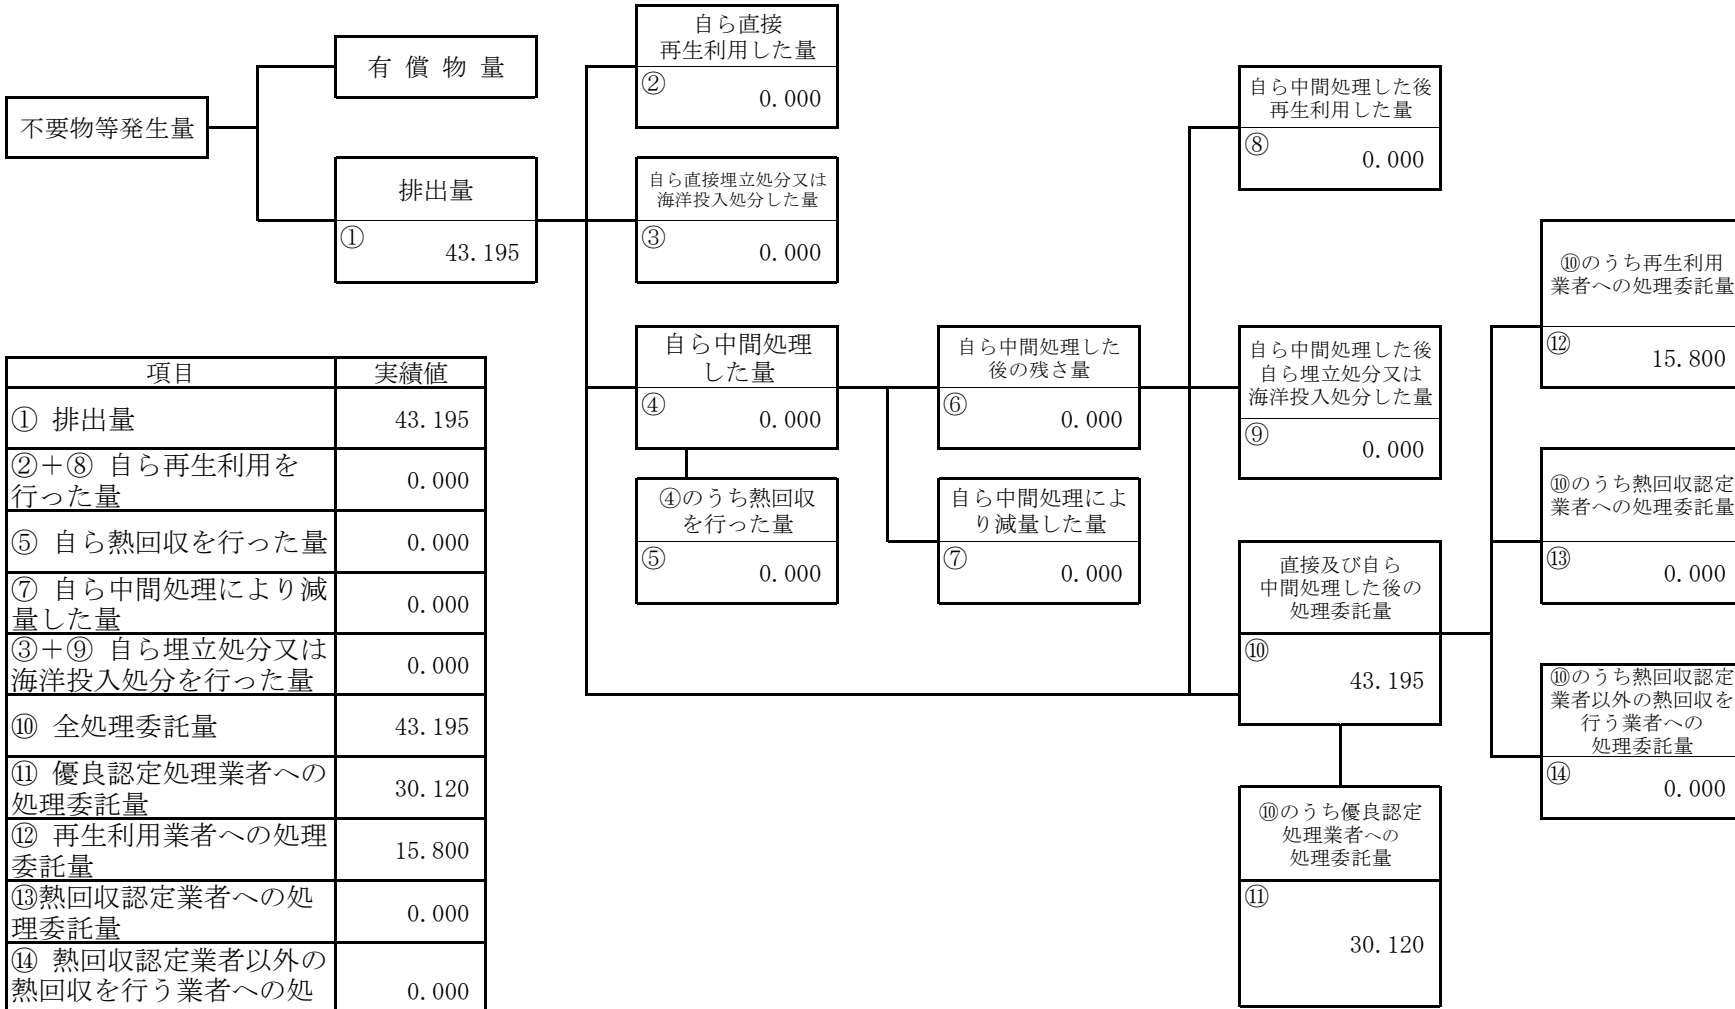 不要物等発生量
有 償 物 量
排出量
①
43.195
自ら直接
再生利用した量
②
0.000
自ら直接埋立処分又は
海洋投入処分した量
③
0.000
自ら中間処理
した量
④
0.000
④のうち熱回収
を行った量
⑤
0.000
自ら中間処理した
後の残さ量
⑥
0.000
自ら中間処理によ
り減量した量
⑦
0.000
自ら中間処理した後
再生利用した量
⑧
0.000
自ら中間処理した後
自ら埋立処分又は
海洋投入処分した量
⑨
0.000
直接及び自ら
中間処理した後の
処理委託量
⑩
43.195
⑩のうち優良認定
処理業者への
処理委託量
⑪
30.120
⑩のうち再生利用
業者への処理委託量
⑫
15.800
⑩のうち熱回収認定
業者への処理委託量
⑬
0.000
⑩のうち熱回収認定
業者以外の熱回収を
行う業者への
処理委託量
⑭
0.000
項目 実績値
① 排出量 43.195
②+⑧ 自ら再生利用を
行った量 0.000
⑤ 自ら熱回収を行った量 0.000
⑦ 自ら中間処理により減
量した量 0.000
③+⑨ 自ら埋立処分又は
海洋投入処分を行った量 0.000
⑩ 全処理委託量 43.195
⑪ 優良認定処理業者への
処理委託量 30.120
⑫ 再生利用業者への処理
委託量 15.800
⑬熱回収認定業者への処
理委託量 0.000
⑭ 熱回収認定業者以外の
熱回収を行う業者への処 0.000